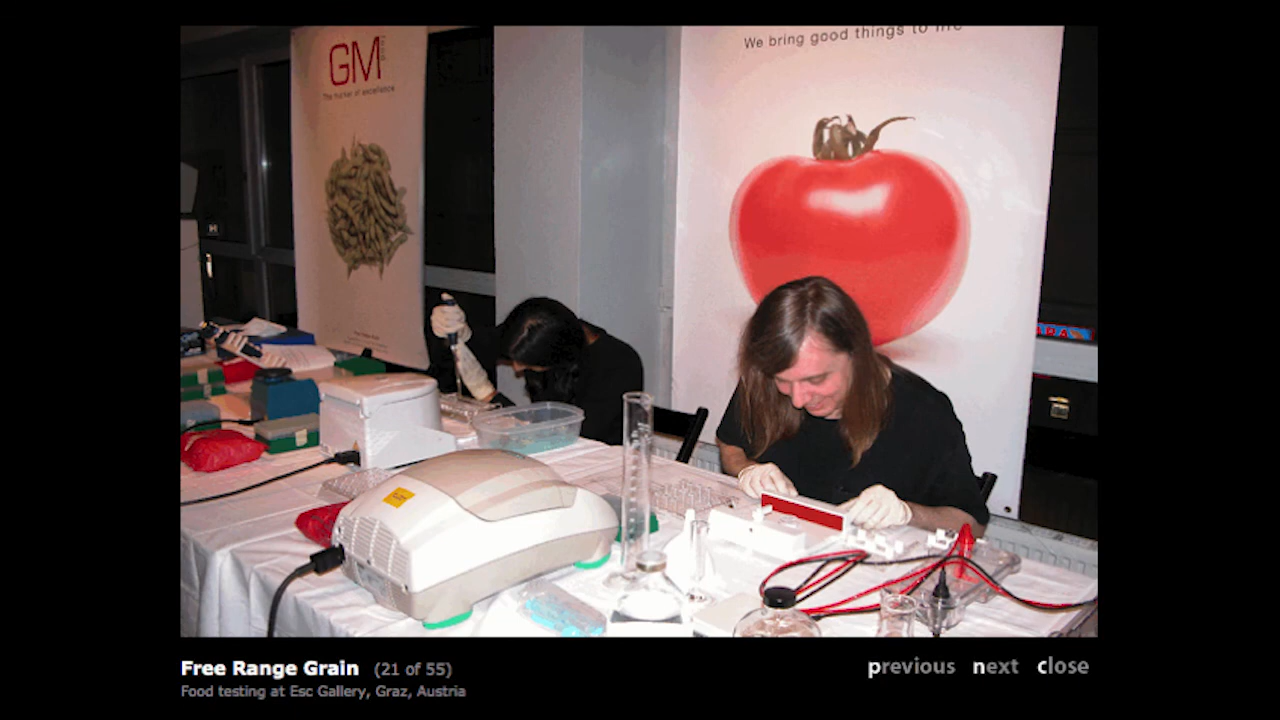 We bring good things to life
GM
The market of excellence
Free Range Grain (21 of 55)
Food testing at Esc Gallery, Graz, Austria
previous next close